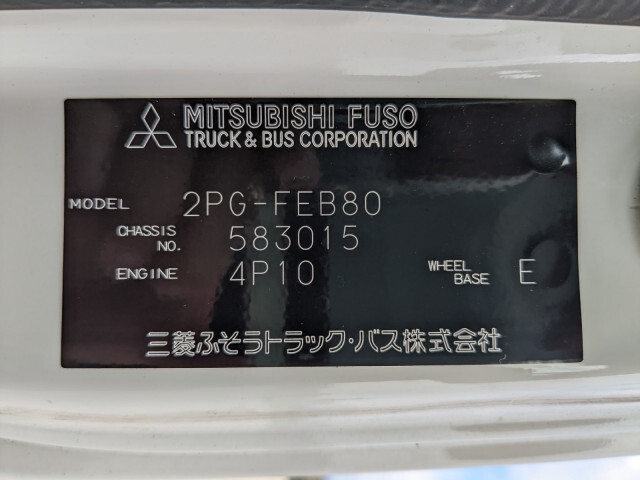 MITSUBISHI FUSO
TRUCK & BUS CORPORATION
MODEL 2PG-FEB80
CHASSIS NO. 583015
ENGINE 4P10 WHEEL BASE E
三菱ふそうトラック・バス株式会社